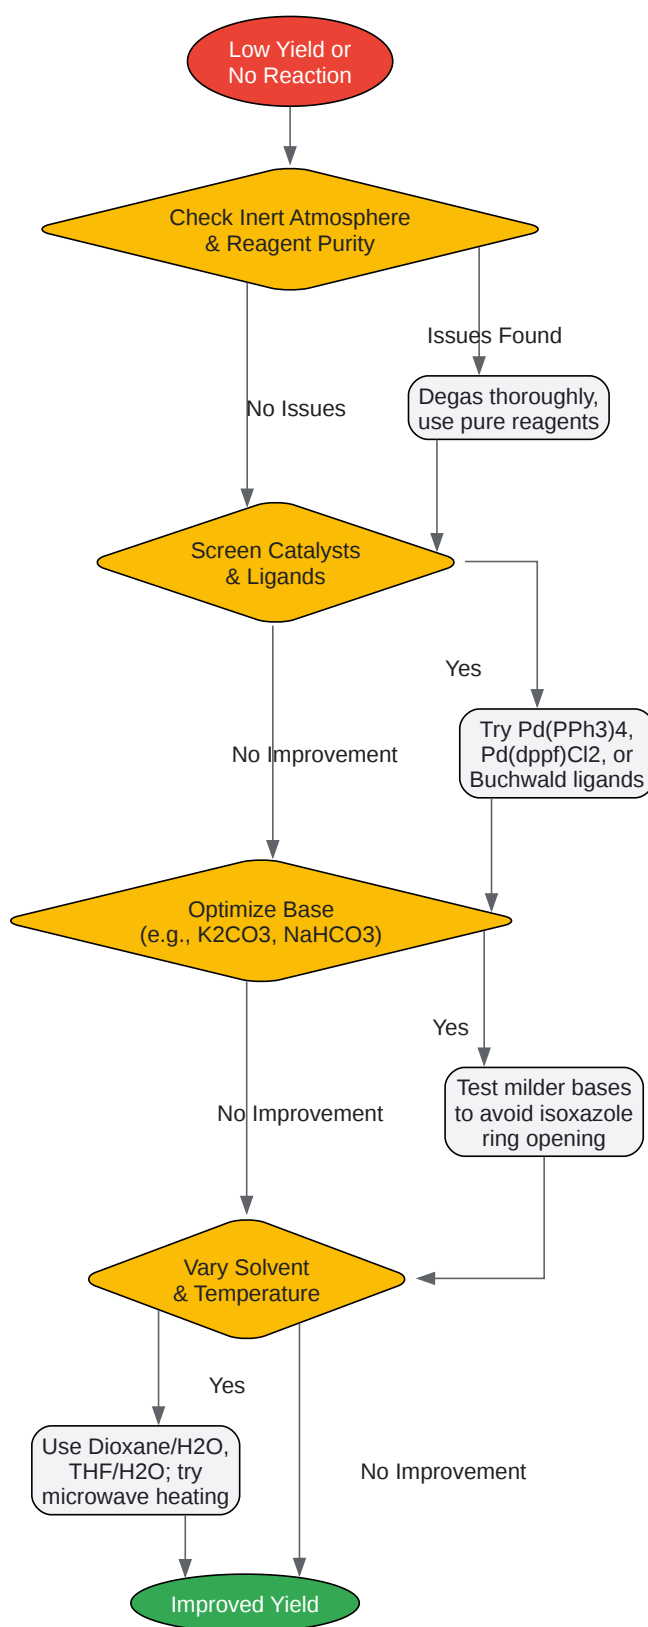 Low Yield or
No Reaction
Check Inert Atmosphere
& Reagent Purity
Issues Found
Degas thoroughly,
use pure reagents
No Issues
Screen Catalysts
& Ligands
Yes
Try Pd(PPh3)4,
Pd(dppf)Cl2, or
Buchwald ligands
No Improvement
Optimize Base
(e.g., K2CO3, NaHCO3)
Yes
Test milder bases
to avoid isoxazole
ring opening
No Improvement
Vary Solvent
& Temperature
Yes
Use Dioxane/H2O,
THF/H2O; try
microwave heating
No Improvement
Improved Yield